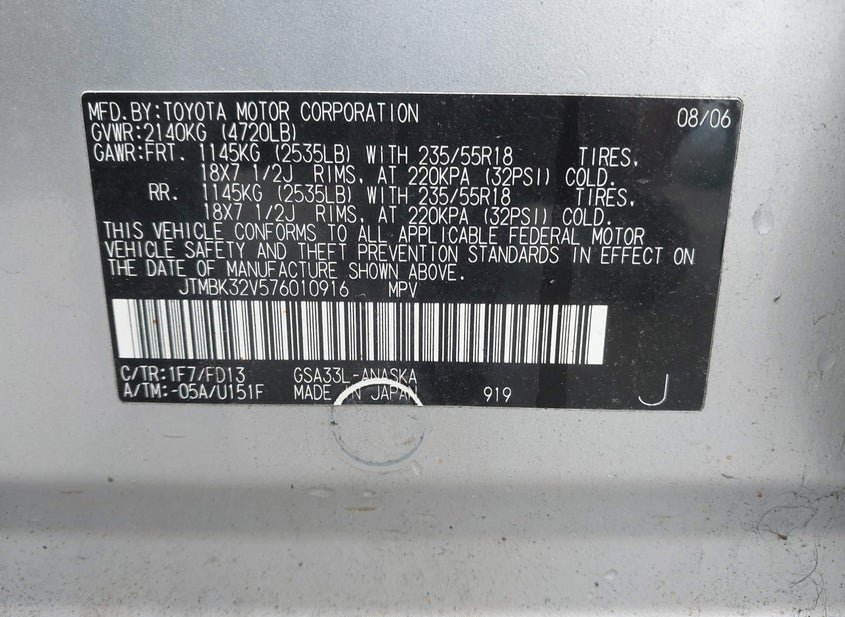 MFD.BY:TOYOTA MOTOR CORPORATION 08/06
GVWR:2140KG (4720LB)
GAWR:FRT. 1145KG (2535LB) WITH 235/55R18 TIRES,
18X7 1/2J RIMS, AT 220KPA (32PSI) COLD.
RR. 1145KG (2535LB) WITH 235/55R18 TIRES,
18X7 1/2J RIMS, AT 220KPA (32PSI) COLD.
THIS VEHICLE CONFORMS TO ALL APPLICABLE FEDERAL MOTOR
VEHICLE SAFETY AND THEFT PREVENTION STANDARDS IN EFFECT ON
THE DATE OF MANUFACTURE SHOWN ABOVE.
JTMBK32V576010916 MPV
C/TR:1F7/FD13 GSA33L-ANASKA
A/TM:-05A/U151F MADE IN JAPAN 919 J